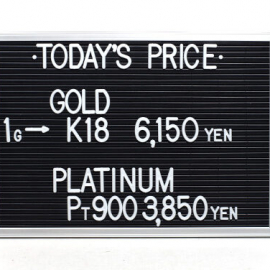 ·TODAY'S PRICE·
GOLD
1G→ K18 6,150 YEN
PLATINUM
PT900 3,850 YEN